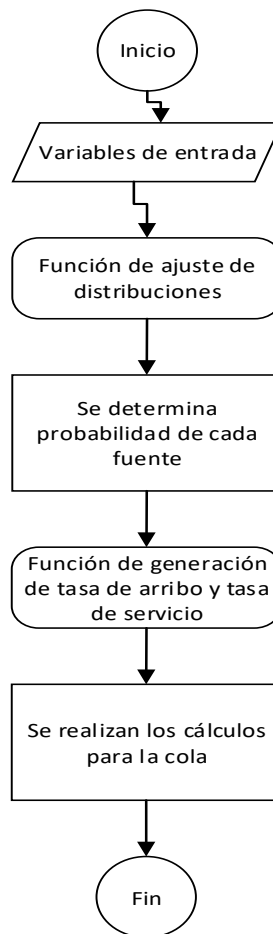 Inicio
Variables de entrada
Función de ajuste de
distribuciones
Se determina
probabilidad de cada
fuente
Función de generación
de tasa de arribo y tasa
de servicio
Se realizan los cálculos
para la cola
Fin